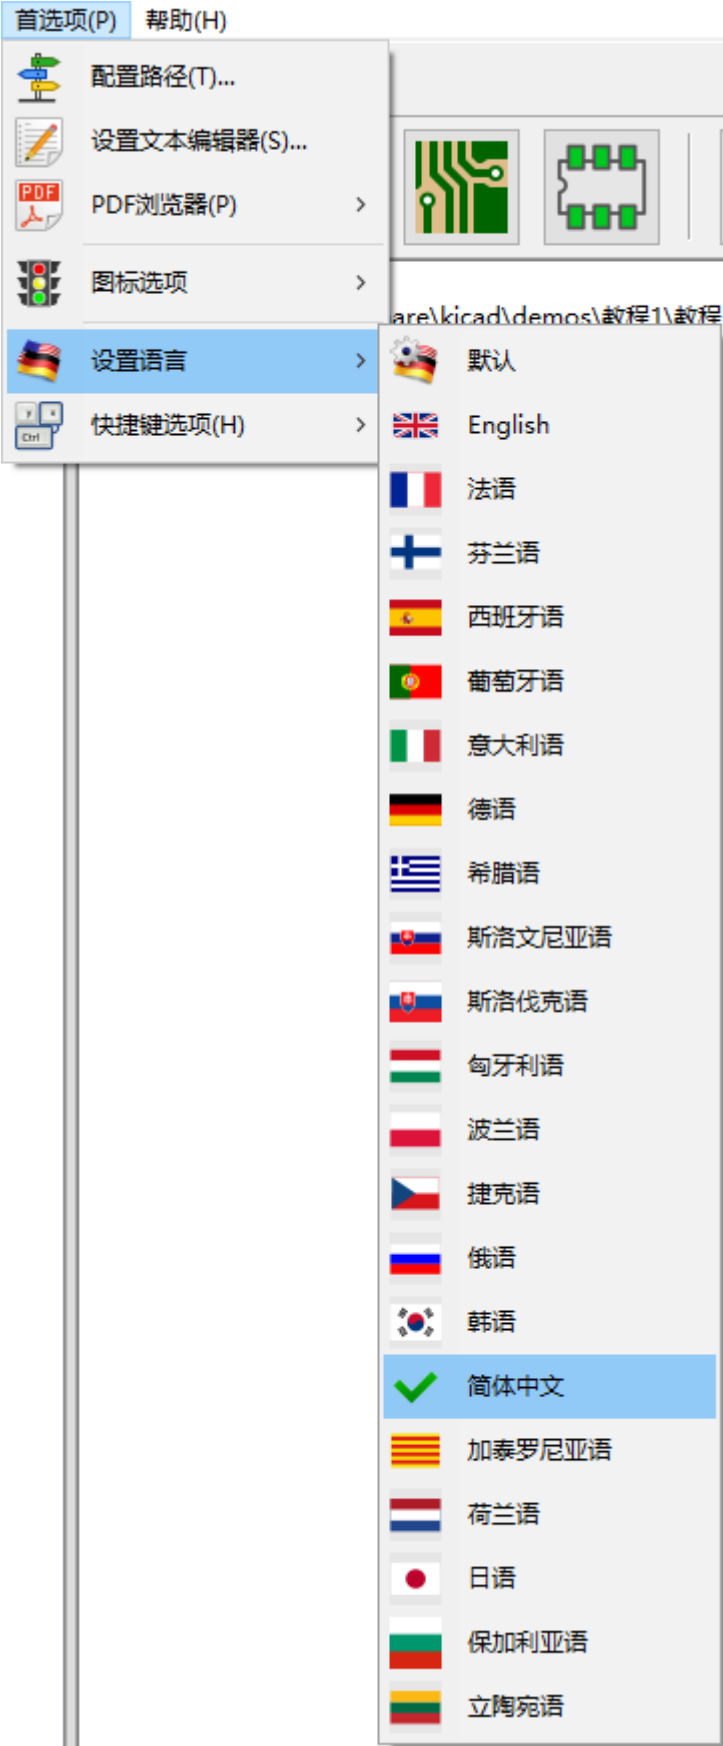 首选项(P) 帮助(H)
配置路径(T)...
设置文本编辑器(S)...
PDF
PDF浏览器(P)
图标选项
are\kicad\demos\教程1\教程
设置语言
默认
Ctrl
快捷键选项(H)
English
法语
芬兰语
西班牙语
葡萄牙语
意大利语
德语
希腊语
斯洛文尼亚语
斯洛伐克语
匈牙利语
波兰语
捷克语
俄语
韩语
简体中文
加泰罗尼亚语
荷兰语
日语
保加利亚语
立陶宛语